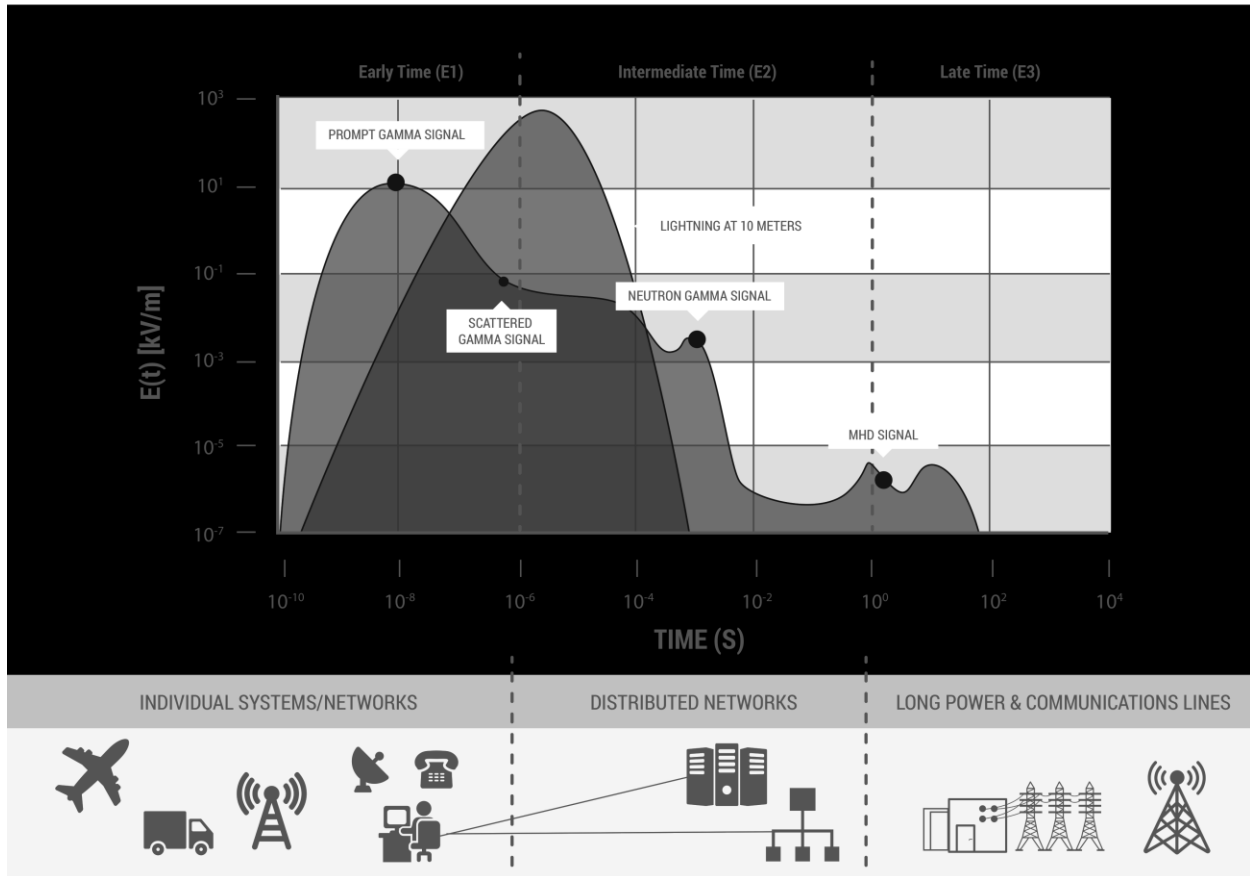 Early Time (E1)
Intermediate Time (E2)
Late Time (E3)
10³
10¹
10⁻¹
10⁻³
10⁻⁵
10⁻⁷
E(t) [kV/m]
PROMPT GAMMA SIGNAL
LIGHTNING AT 10 METERS
NEUTRON GAMMA SIGNAL
SCATTERED
GAMMA SIGNAL
MHD SIGNAL
10⁻¹⁰
10⁻⁸
10⁻⁶
10⁻⁴
10⁻²
10⁰
10²
10⁴
TIME (S)
INDIVIDUAL SYSTEMS/NETWORKS
DISTRIBUTED NETWORKS
LONG POWER & COMMUNICATIONS LINES